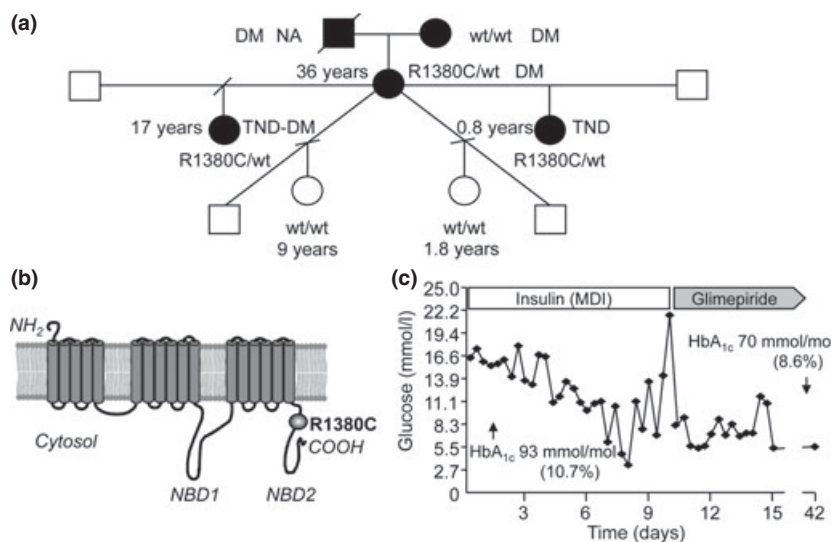 (a)
DM NA
wt/wt DM
36 years
R1380C/wt DM
17 years
TND-DM
R1380C/wt
0.8 years
TND
R1380C/wt
wt/wt
9 years
wt/wt
1.8 years
(b)
NH2
Cytosol
R1380C
COOH
NBD1
NBD2
(c)
Glucose (mmol/l)
25.0
22.2
19.4
16.6
13.9
11.1
8.3
5.5
2.7
0
Insulin (MDI)
Glimepiride
HbA1c 70 mmol/mo
(8.6%)
HbA1c 93 mmol/mol
(10.7%)
3 6 9 12 15 42
Time (days)